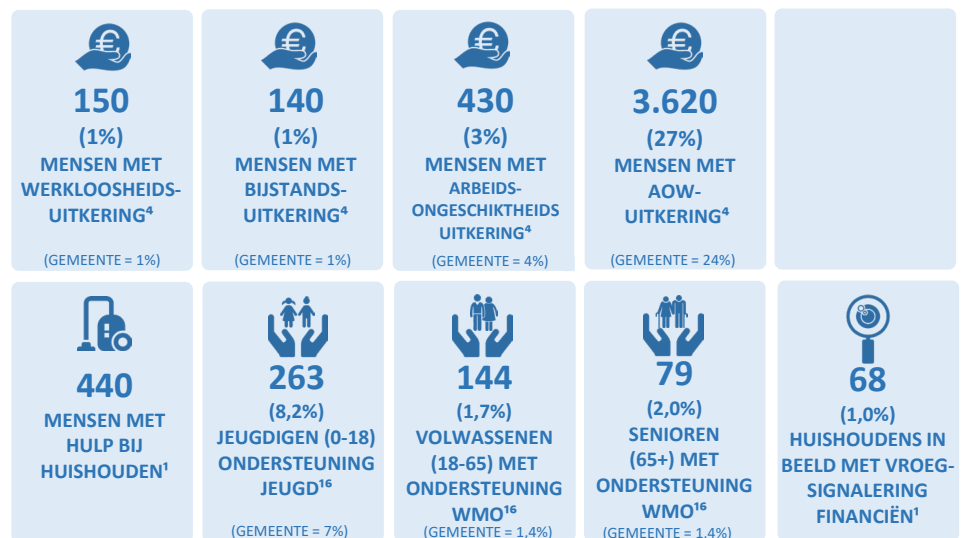 150
(1%)
MENSEN MET
WERKLOOSHEIDS-
UITKERING⁴
(GEMEENTE = 1%)
140
(1%)
MENSEN MET
BIJSTANDS-
UITKERING⁴
(GEMEENTE = 1%)
430
(3%)
MENSEN MET
ARBEIDS-
ONGESCHIKTHEIDS
UITKERING⁴
(GEMEENTE = 4%)
3.620
(27%)
MENSEN MET
AOW-
UITKERING⁴
(GEMEENTE = 24%)
440
MENSEN MET
HULP BIJ
HUISHOUDEN¹
263
(8,2%)
JEUGDIGEN (0-18)
ONDERSTEUNING
JEUGD¹⁶
(GEMEENTE = 7%)
144
(1,7%)
VOLWASSENEN
(18-65) MET
ONDERSTEUNING
WMO¹⁶
(GEMEENTE = 1,4%)
79
(2,0%)
SENIOREN
(65+) MET
ONDERSTEUNING
WMO¹⁶
(GEMEENTE = 1.4%)
68
(1,0%)
HUISHOUDENS IN
BEELD MET VROEG-
SIGNALERING
FINANCIËN¹